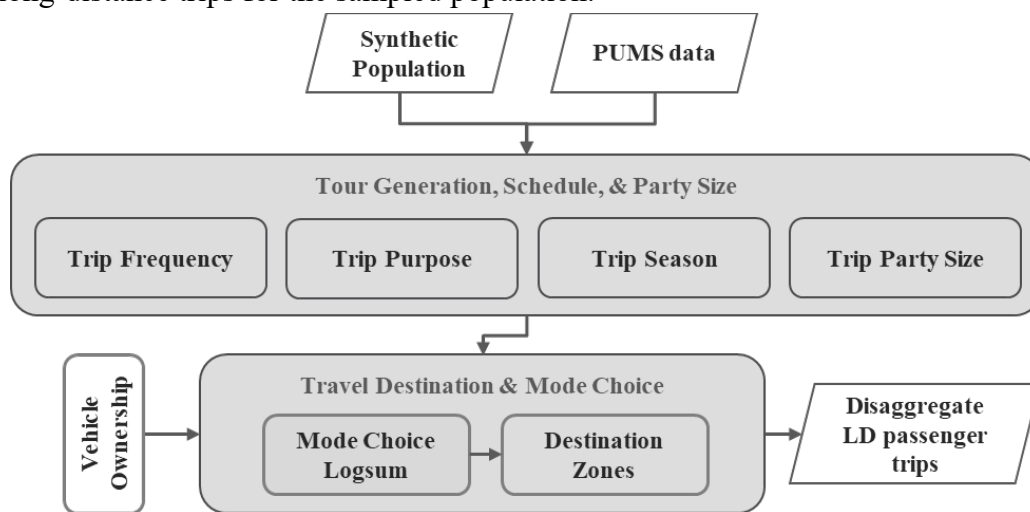 long-distance trips for the sampled population.
Synthetic
Population
PUMS data
Tour Generation, Schedule, & Party Size
Trip Frequency
Trip Purpose
Trip Season
Trip Party Size
Vehicle
Ownership
Travel Destination & Mode Choice
Mode Choice
Logsum
Destination
Zones
Disaggregate
LD passenger
trips